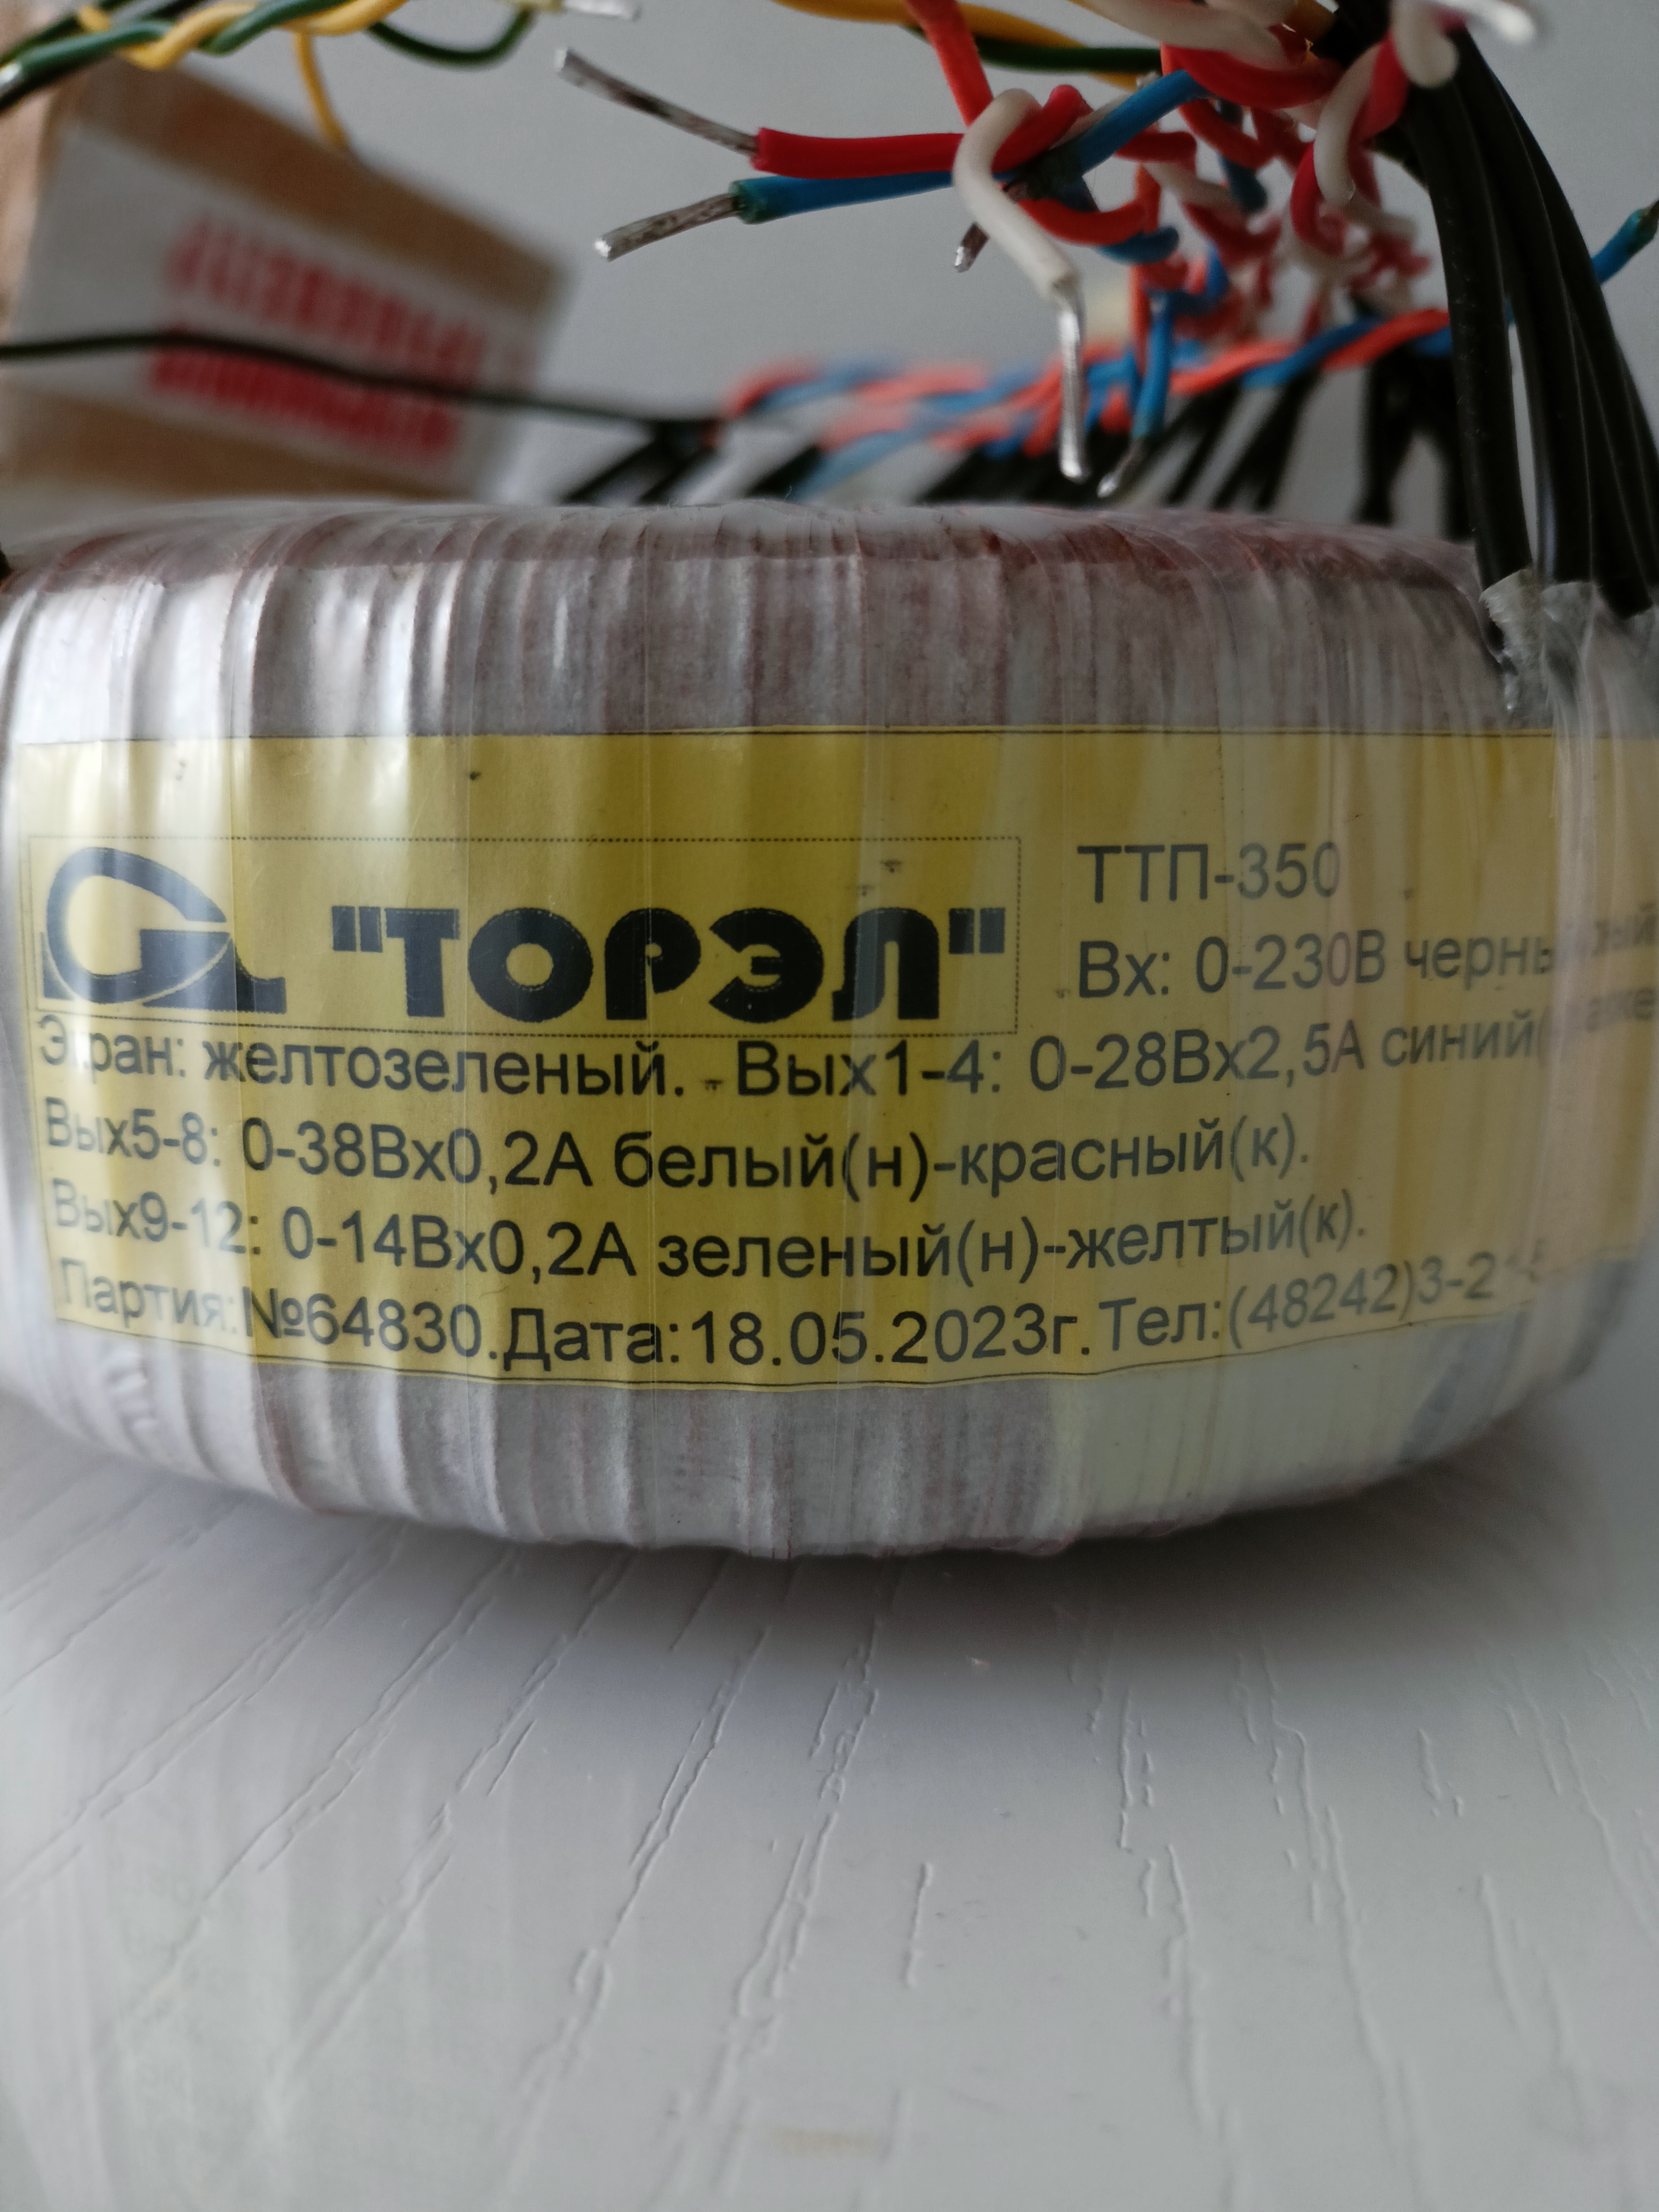 "ТОРЭЛ"
ТТП-350
Вх: 0-230В
Экран: желтозеленый. Вых1-4: 0-28Вх2,5А синий(
Вых5-8: 0-38Вх0,2А белый(н)-красный(к).
Вых9-12: 0-14Вх0,2А зеленый(н)-желтый(к).
Партия:№64830.Дата:18.05.2023г.Тел:(48242)3-2